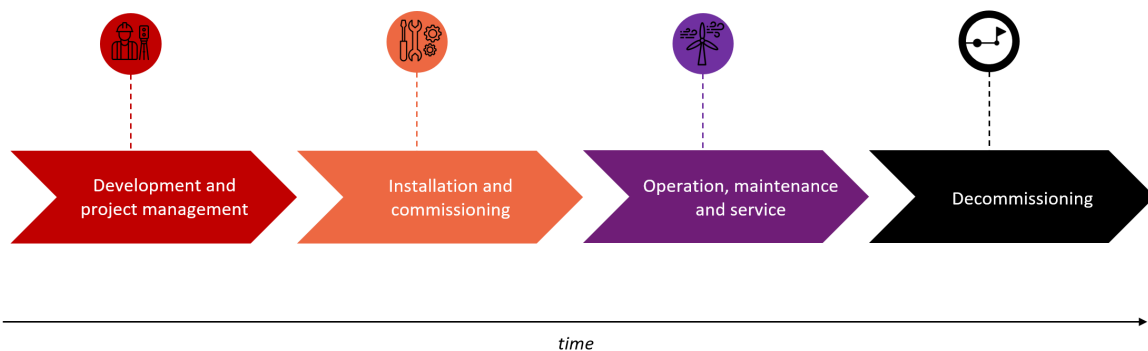 Development and
project management
Installation and
commissioning
Operation, maintenance
and service
Decommissioning
time